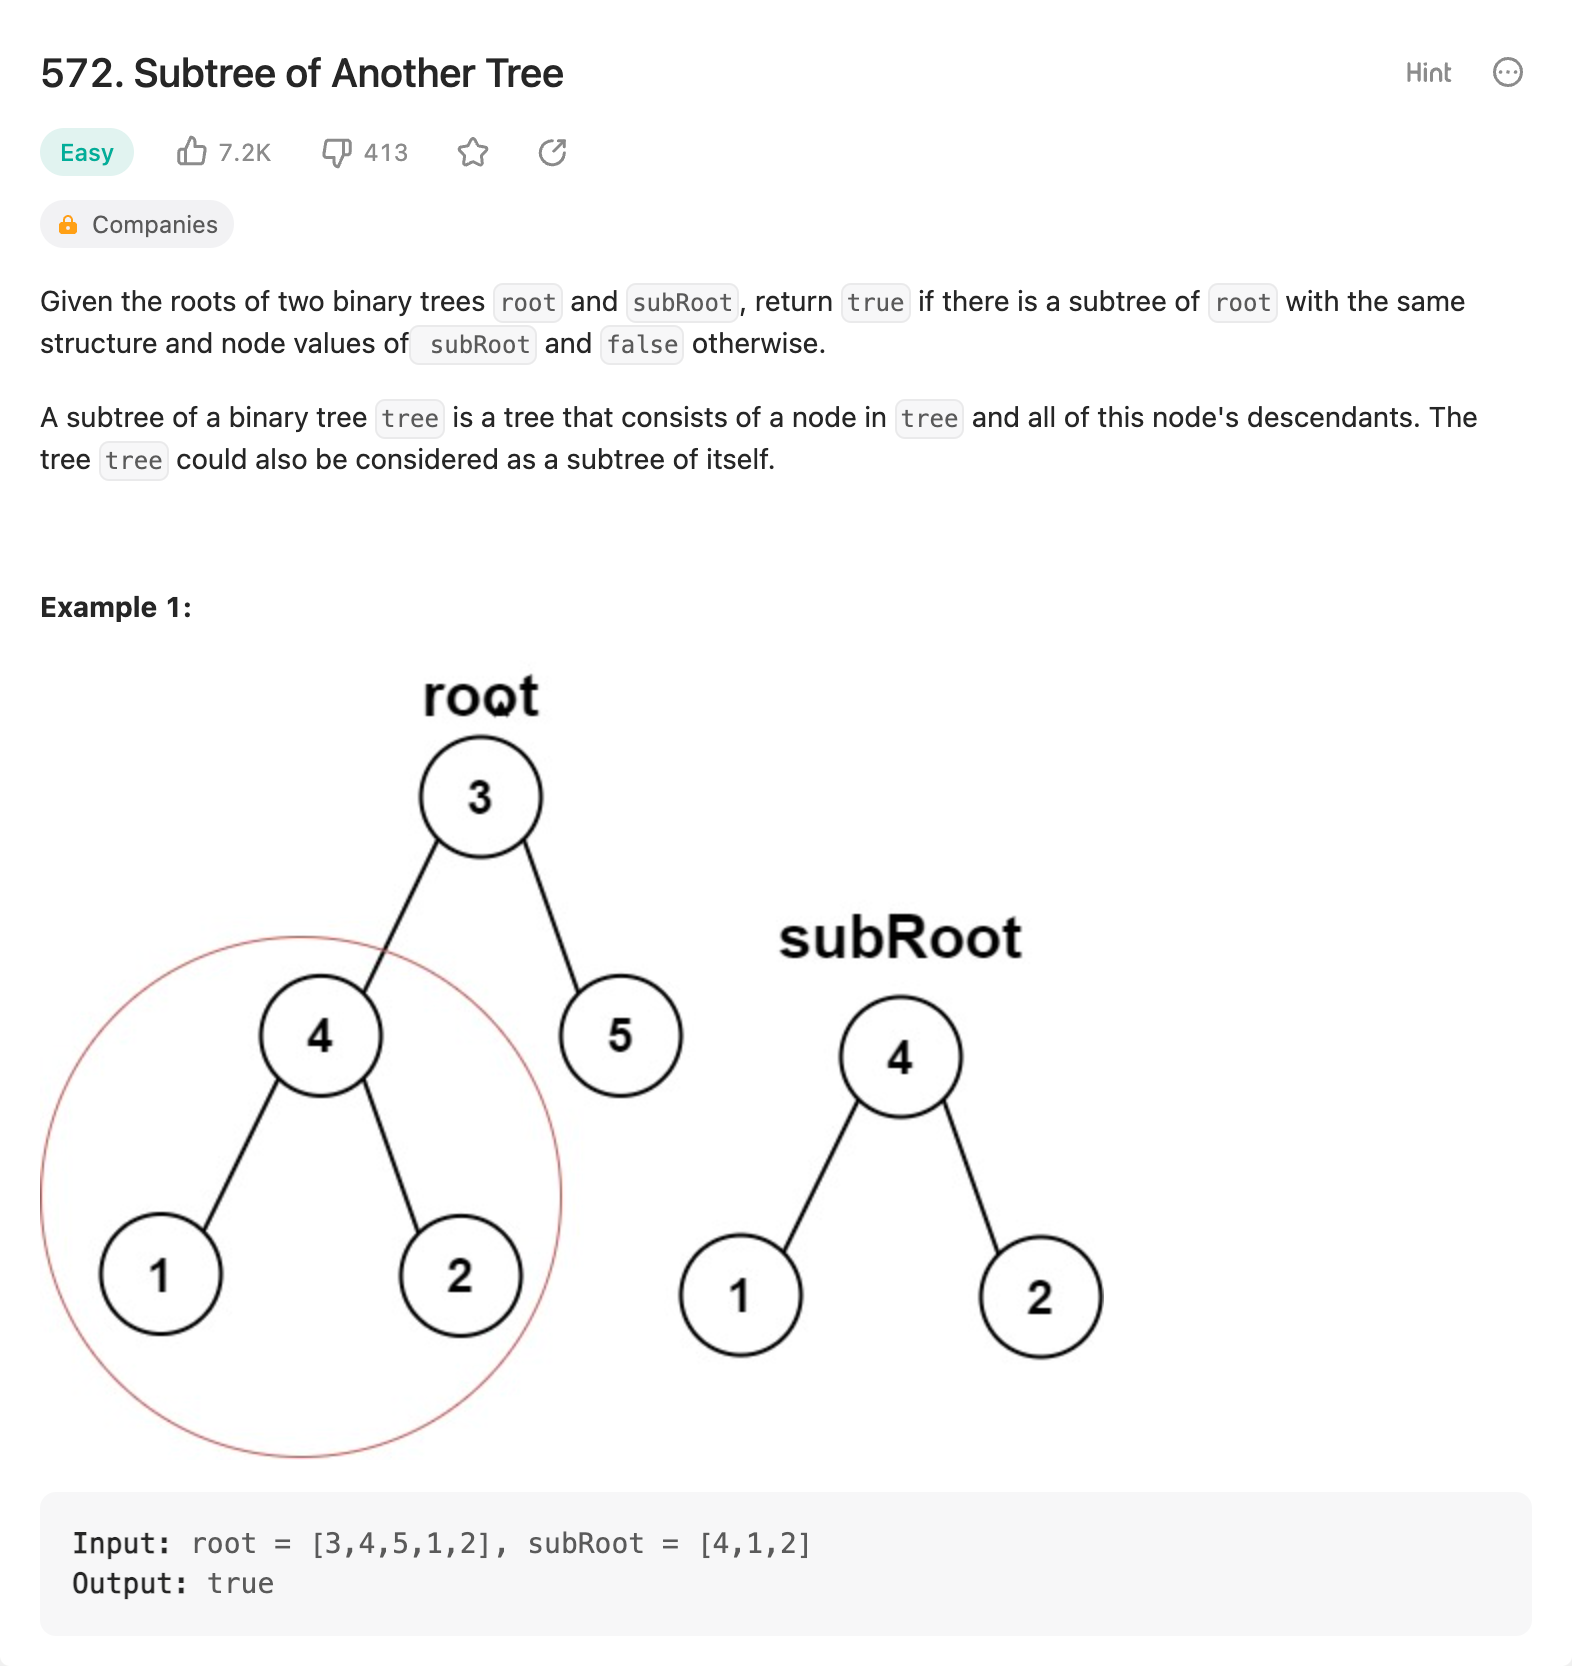 572. Subtree of Another Tree
Hint
Easy
7.2K
413
Companies
Given the roots of two binary trees root and subRoot, return true if there is a subtree of root with the same
structure and node values of subRoot and false otherwise.
A subtree of a binary tree tree is a tree that consists of a node in tree and all of this node's descendants. The
tree tree could also be considered as a subtree of itself.
Example 1:
root
3
subRoot
4
5
4
1
2
1
2
Input: root = [3,4,5,1,2], subRoot = [4,1,2]
Output: true